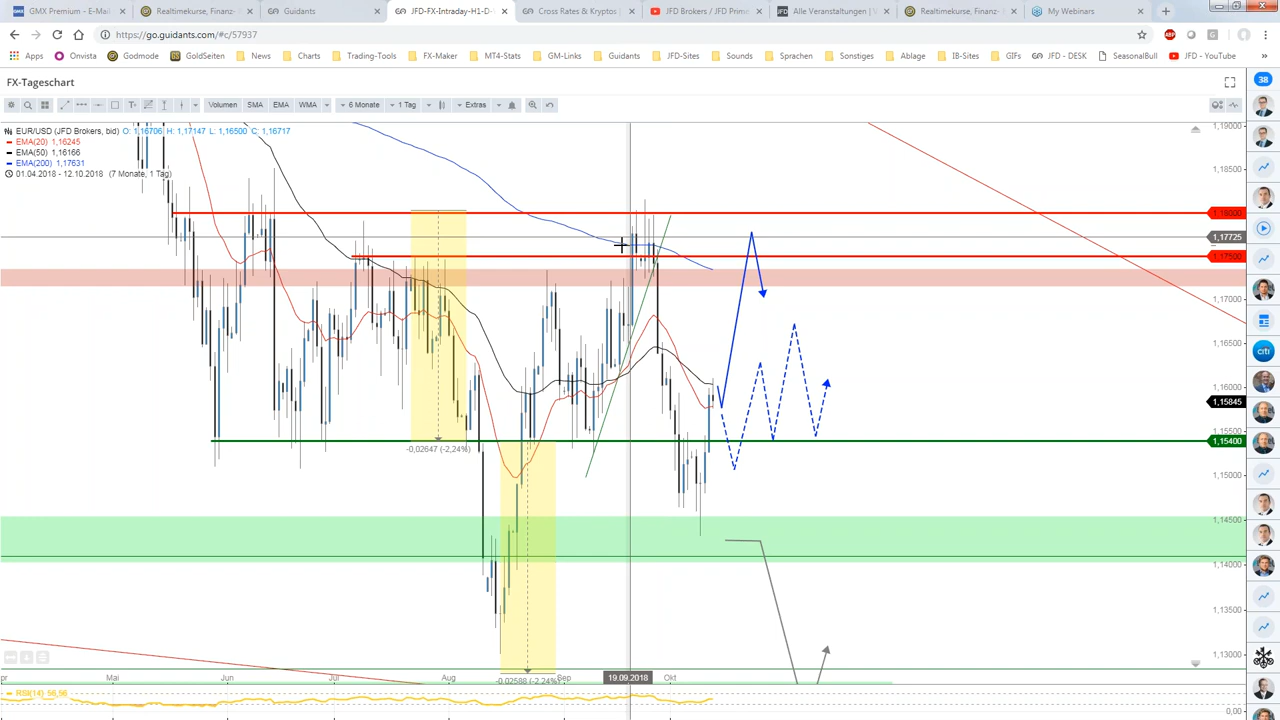 GMX Premium - E-Mai
Realtimekurse, Finanz-
Guidants
JFD-FX-Intraday-H1-D-
Cross Rates & Kryptos
JFD Brokers / JFD Prime
Alle Veranstaltungen | V
Realtimekurse, Finanz-
My Webinars
https://go.guidants.com/#c/57937
Apps
Onvista
Godmode
GoldSeiten
News
Charts
Trading-Tools
FX-Maker
MT4-Stats
GM-Links
Guidants
JFD-Sites
Sounds
Sprachen
Sonstiges
Ablage
IB-Sites
GIFs
JFD - DESK
SeasonalBull
JFD - YouTube
FX-Tageschart
38
Volumen
SMA
EMA
WMA
6 Monate
1 Tag
Extras
EUR/USD (JFD Brokers, bid) O: 1,16706 H: 1,17147 L: 1,16500 C: 1,16717
EMA(20) 1,16245
EMA(50) 1,16166
EMA(200) 1,17631
01.04.2018 - 12.10.2018 (7 Monate, 1 Tag)
1,19000
1,18500
1,18000
1,17725
1,17500
1,17000
1,16500
1,16000
1,15845
1,15500
1,15400
1,15000
1,14500
1,14000
1,13500
1,13000
-0,02647 (-2,24%)
-0,02588 (-2,24%)
citi
Mai
Jun
Jul
Aug
Sep
19.09.2018
Okt
RSI(14) 56,56
0,00